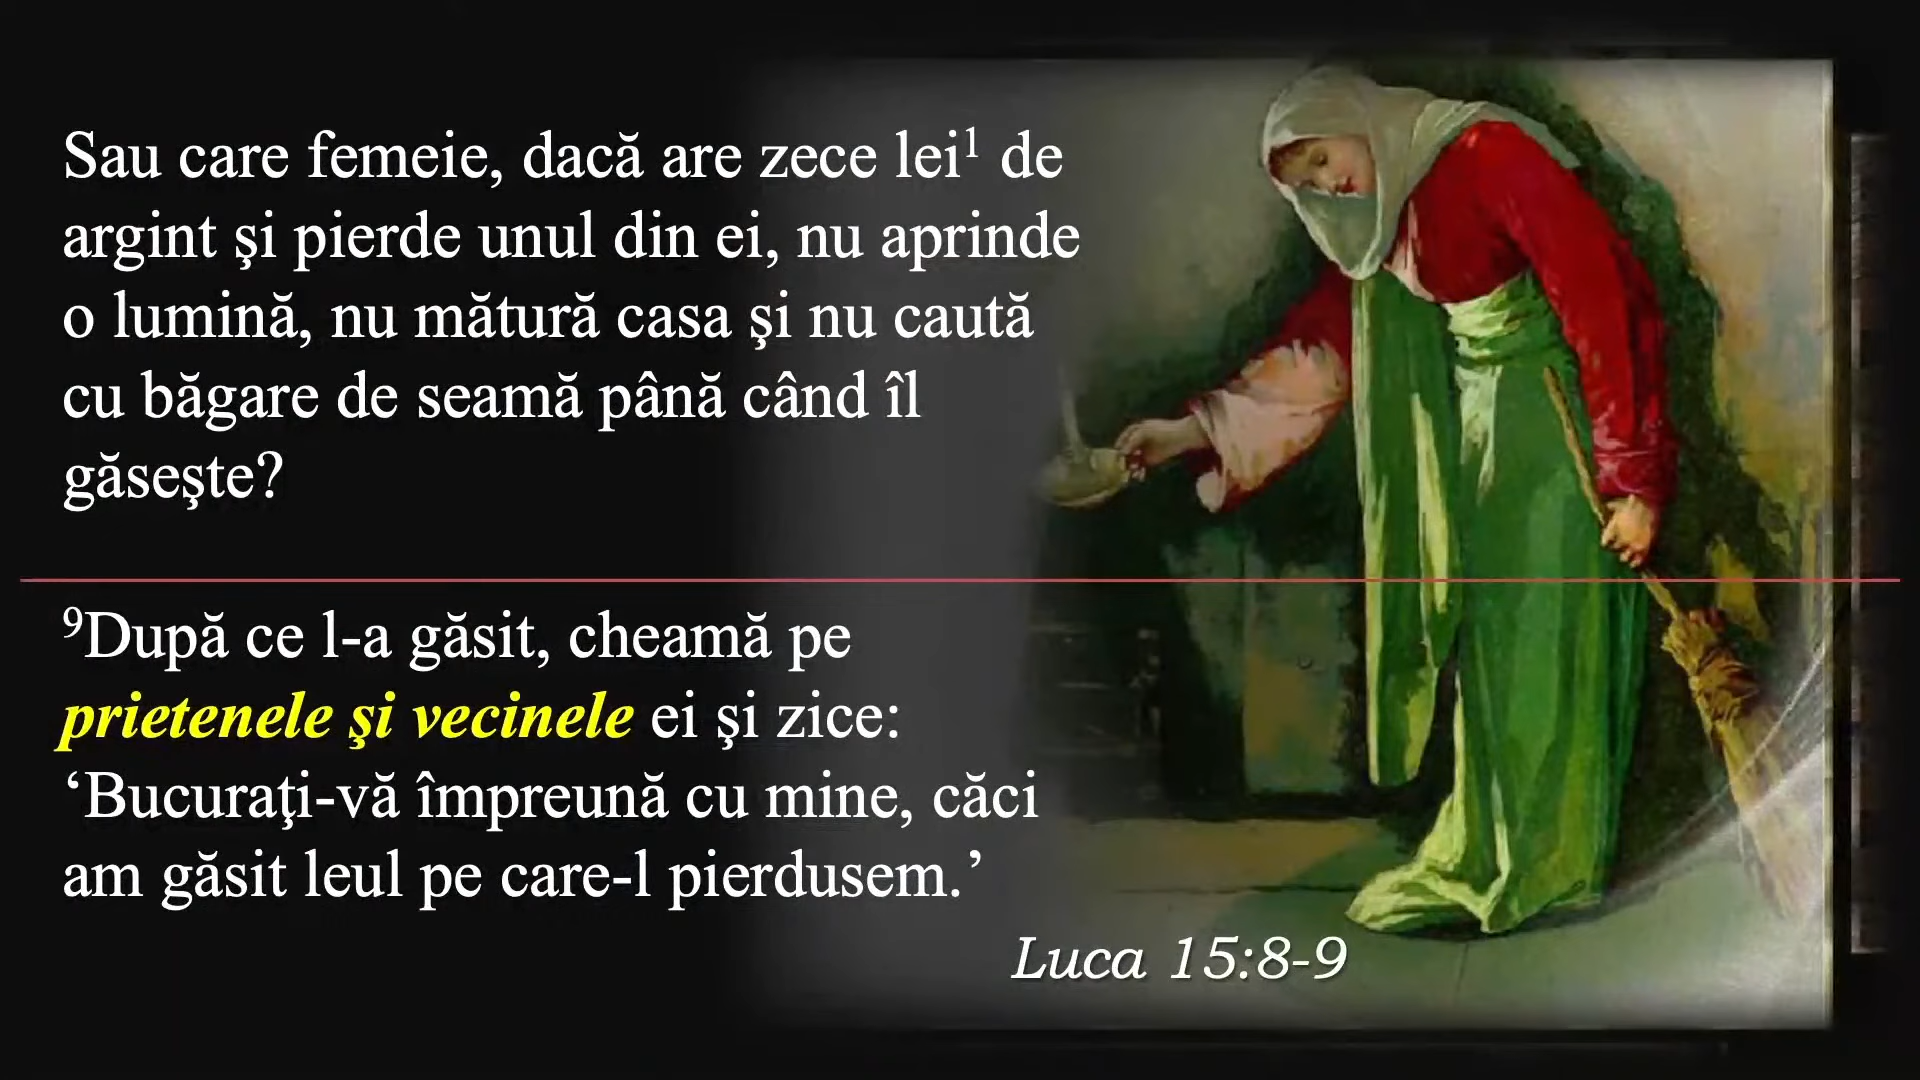 Sau care femeie, dacă are zece lei¹ de
argint şi pierde unul din ei, nu aprinde
o lumină, nu mătură casa şi nu caută
cu băgare de seamă până când îl
găseşte?
⁹După ce l-a găsit, cheamă pe
prietenele şi vecinele ei şi zice:
‘Bucuraţi-vă împreună cu mine, căci
am găsit leul pe care-l pierdusem.’
Luca 15:8-9